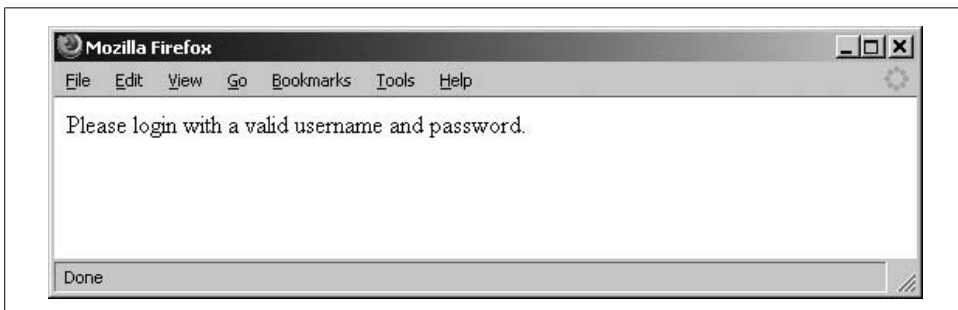 Mozilla Firefox
File Edit View Go Bookmarks Tools Help
Please login with a valid username and password.
Done